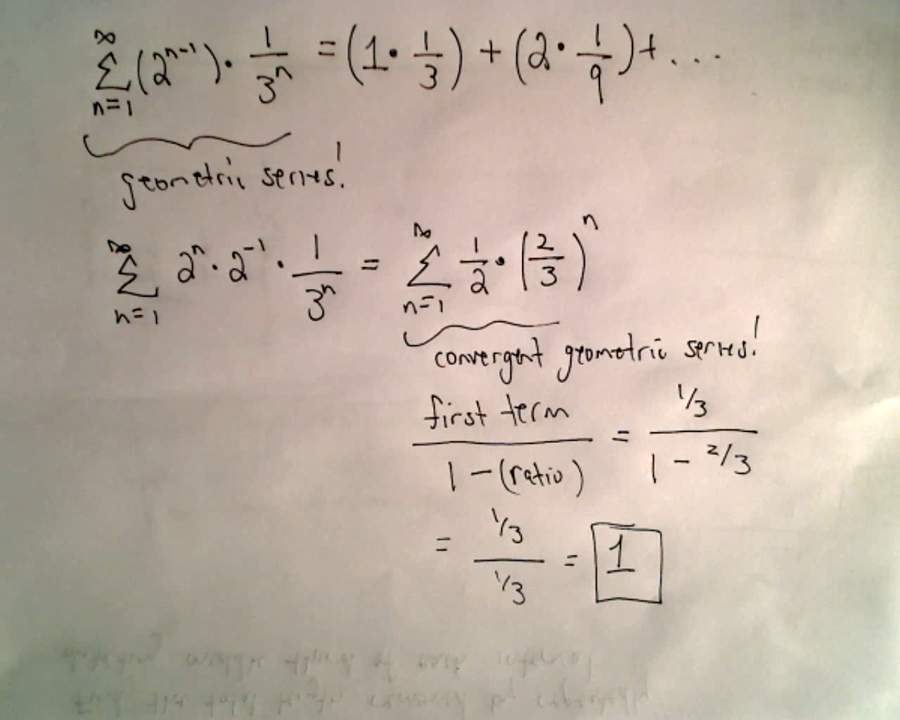 ∞∑n=1 (2^(n-1)) · 1/3^n = (1 · 1/3) + (2 · 1/9) + ...
geometric series!
∞∑n=1 2^n · 2^-1 · 1/3^n = ∞∑n=1 1/2 · (2/3)^n
convergent geometric series!
first term / 1 - (ratio) = 1/3 / 1 - 2/3
= 1/3 / 1/3 = 1